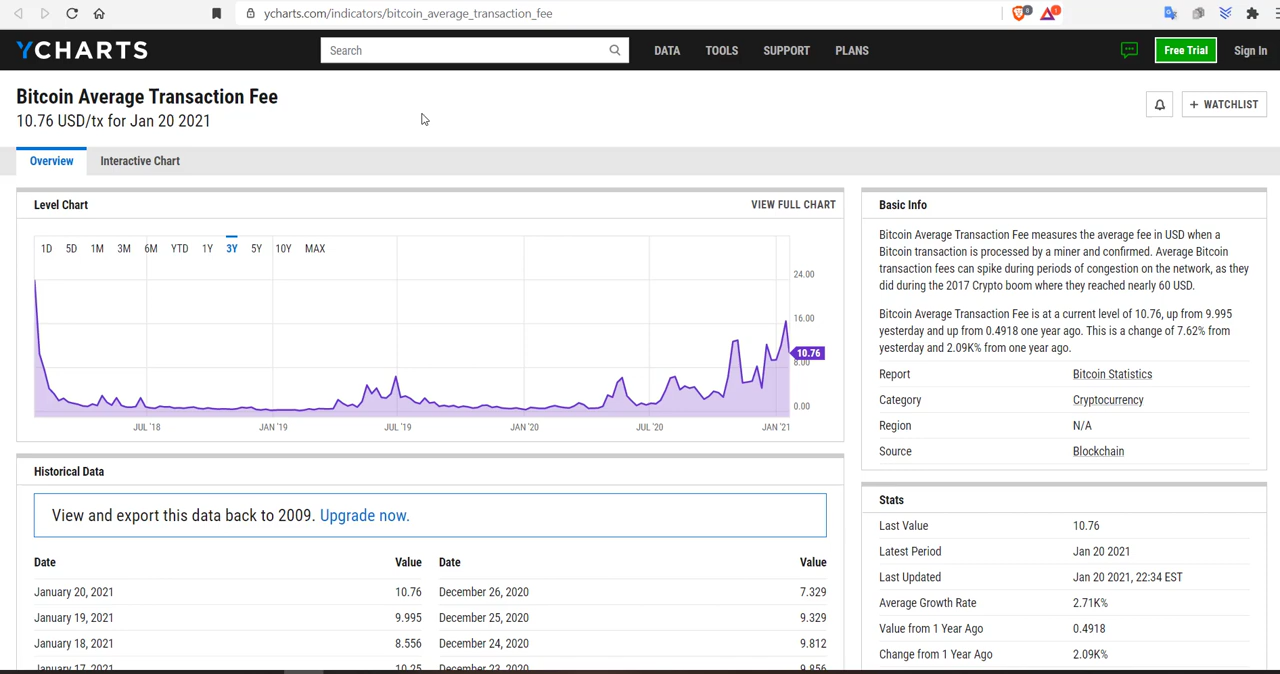 ycharts.com/indicators/bitcoin_average_transaction_fee
8
1
YCHARTS
Search
DATA
TOOLS
SUPPORT
PLANS
Free Trial
Sign In
Bitcoin Average Transaction Fee
10.76 USD/tx for Jan 20 2021
+ WATCHLIST
Overview
Interactive Chart
Level Chart
VIEW FULL CHART
1D 5D 1M 3M 6M YTD 1Y 3Y 5Y 10Y MAX
24.00
16.00
10.76
8.00
0.00
JUL '18
JAN '19
JUL '19
JAN '20
JUL '20
JAN '21
Historical Data
View and export this data back to 2009. Upgrade now.
Date Value Date Value
January 20, 2021 10.76 December 26, 2020 7.329
January 19, 2021 9.995 December 25, 2020 9.329
January 18, 2021 8.556 December 24, 2020 9.812
January 17, 2021 10.25 December 23, 2020 9.856
Basic Info
Bitcoin Average Transaction Fee measures the average fee in USD when a
Bitcoin transaction is processed by a miner and confirmed. Average Bitcoin
transaction fees can spike during periods of congestion on the network, as they
did during the 2017 Crypto boom where they reached nearly 60 USD.
Bitcoin Average Transaction Fee is at a current level of 10.76, up from 9.995
yesterday and up from 0.4918 one year ago. This is a change of 7.62% from
yesterday and 2.09K% from one year ago.
Report Bitcoin Statistics
Category Cryptocurrency
Region N/A
Source Blockchain
Stats
Last Value 10.76
Latest Period Jan 20 2021
Last Updated Jan 20 2021, 22:34 EST
Average Growth Rate 2.71K%
Value from 1 Year Ago 0.4918
Change from 1 Year Ago 2.09K%